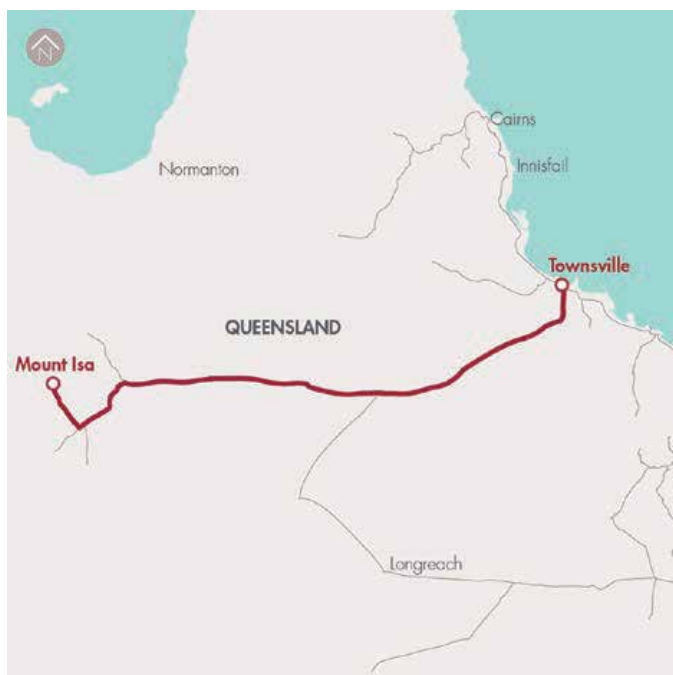 N
Cairns
Normanton
Innisfail
Townsville
QUEENSLAND
Mount Isa
Longreach